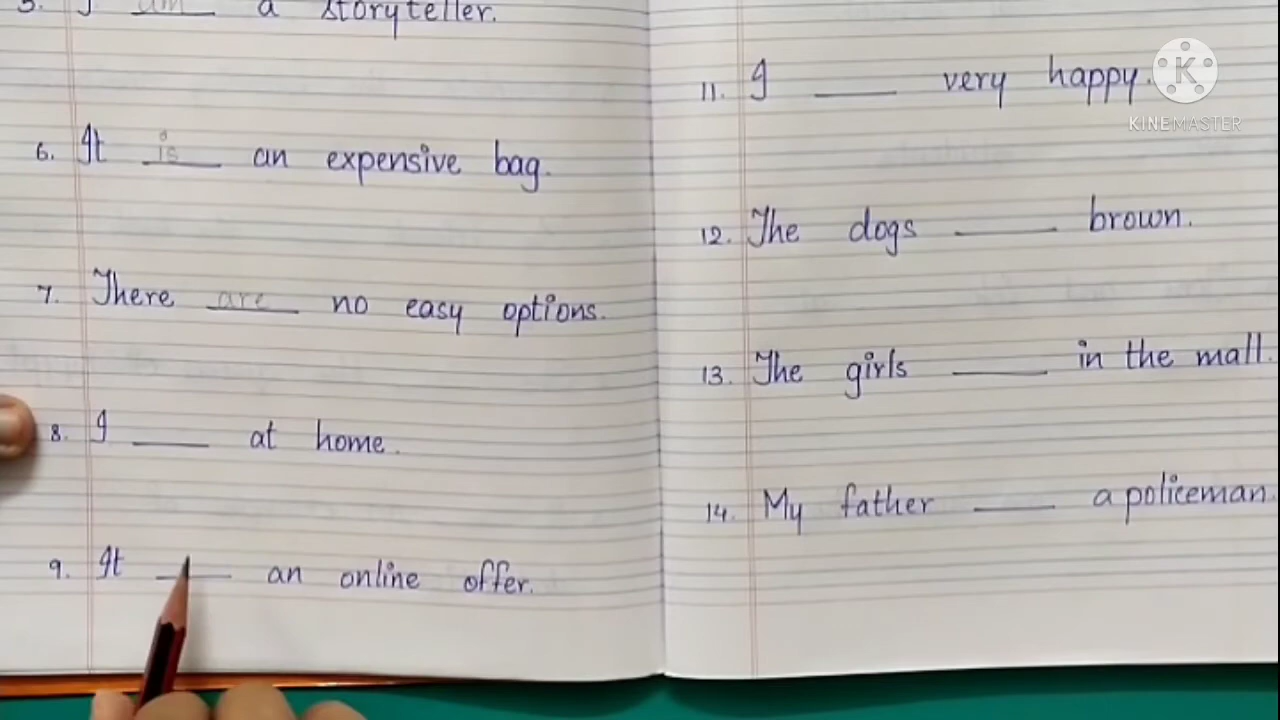 5. I am a storyteller.
6. It is an expensive bag.
7. There are no easy options.
8. I ____ at home.
9. It ____ an online offer.
11. I ____ very happy.
12. The dogs ____ brown.
13. The girls ____ in the mall.
14. My father ____ a policeman.
KINEMASTER